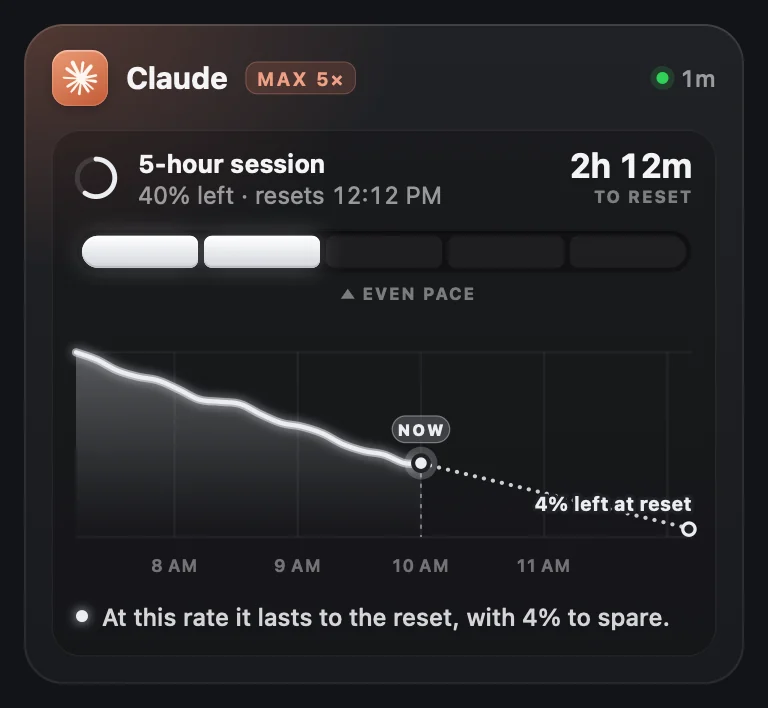 Claude MAX 5× 1m
5-hour session 2h 12m
40% left · resets 12:12 PM TO RESET
▲ EVEN PACE
NOW
4% left at reset
8 AM 9 AM 10 AM 11 AM
At this rate it lasts to the reset, with 4% to spare.